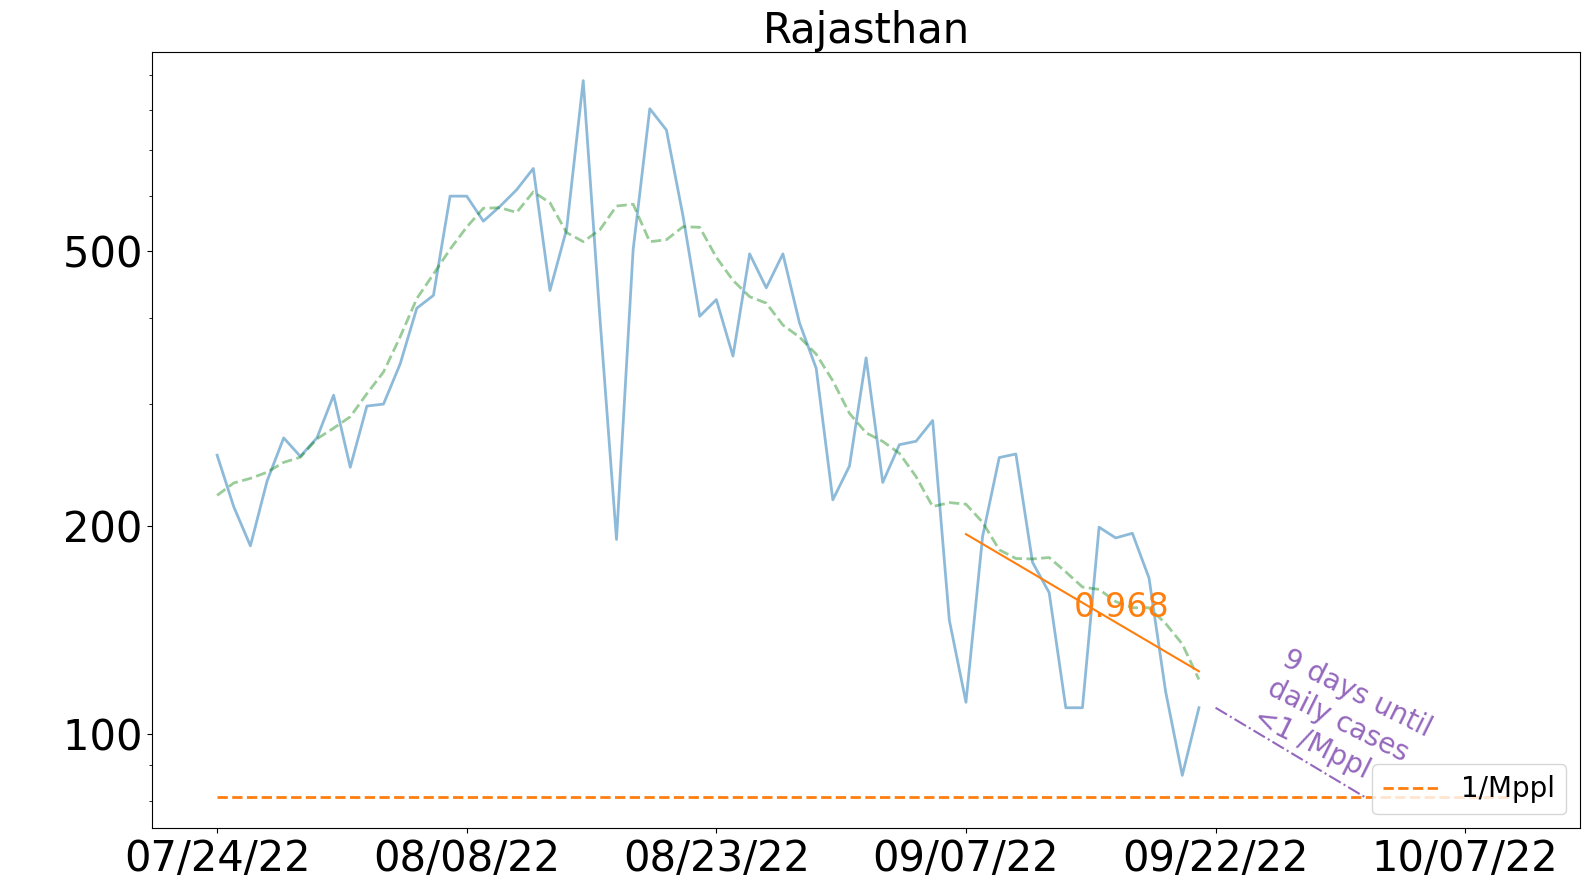 Rajasthan
500
200
100
0.968
9 days until
daily cases
<1 /Mppl
1/Mppl
07/24/22 08/08/22 08/23/22 09/07/22 09/22/22 10/07/22